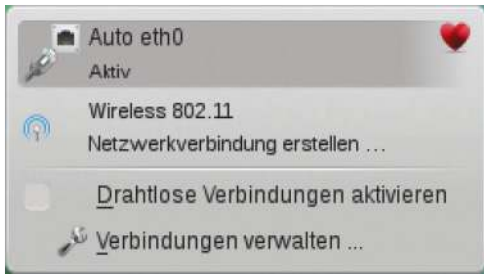 Auto eth0
Aktiv
Wireless 802.11
Netzwerkverbindung erstellen ...
Drahtlose Verbindungen aktivieren
Verbindungen verwalten ...